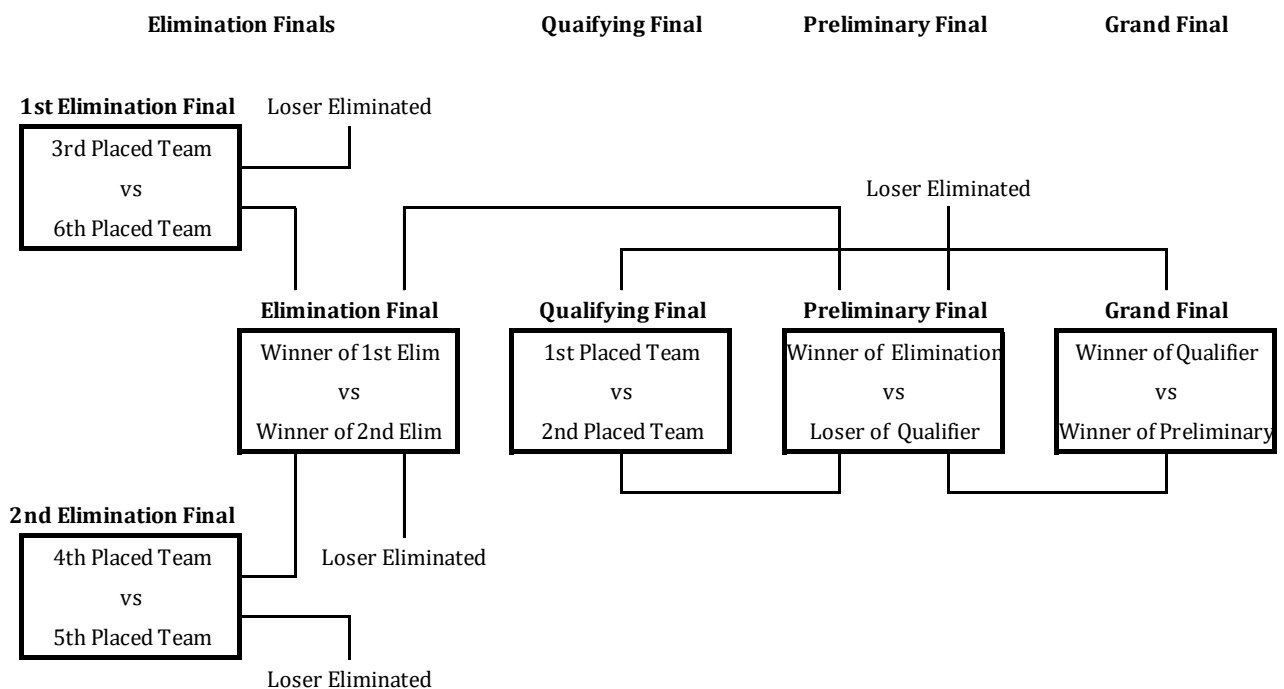 Elimination Finals
Quaifying Final
Preliminary Final
Grand Final
1st Elimination Final
Loser Eliminated
3rd Placed Team
vs
6th Placed Team
Loser Eliminated
Elimination Final
Winner of 1st Elim
vs
Winner of 2nd Elim
Qualifying Final
1st Placed Team
vs
2nd Placed Team
Preliminary Final
Winner of Elimination
vs
Loser of Qualifier
Grand Final
Winner of Qualifier
vs
Winner of Preliminary
2nd Elimination Final
4th Placed Team
vs
5th Placed Team
Loser Eliminated
Loser Eliminated